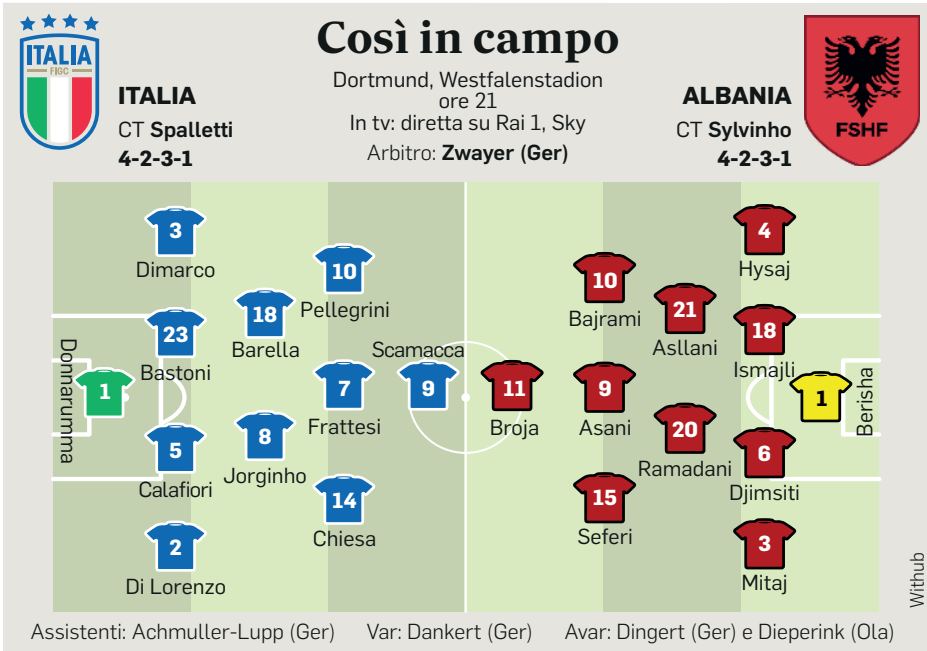 ITALIA
FIGC
Così in campo
Dortmund, Westfalenstadion
ore 21
In tv: diretta su Rai 1, Sky
Arbitro: Zwayer (Ger)
ITALIA
CT Spalletti
4-2-3-1
ALBANIA
CT Sylvinho
4-2-3-1
FSHF
1
Donnarumma
3
Dimarco
23
Bastoni
5
Calafiori
2
Di Lorenzo
18
Barella
8
Jorginho
10
Pellegrini
7
Frattesi
14
Chiesa
Scamacca
9
11
Broja
10
Bajrami
9
Asani
15
Seferi
21
Asllani
20
Ramadani
4
Hysaj
18
Ismajli
6
Djimsiti
3
Mitaj
1
Berisha
Withub
Assistenti: Achmuller-Lupp (Ger) Var: Dankert (Ger) Avar: Dingert (Ger) e Dieperink (Ola)